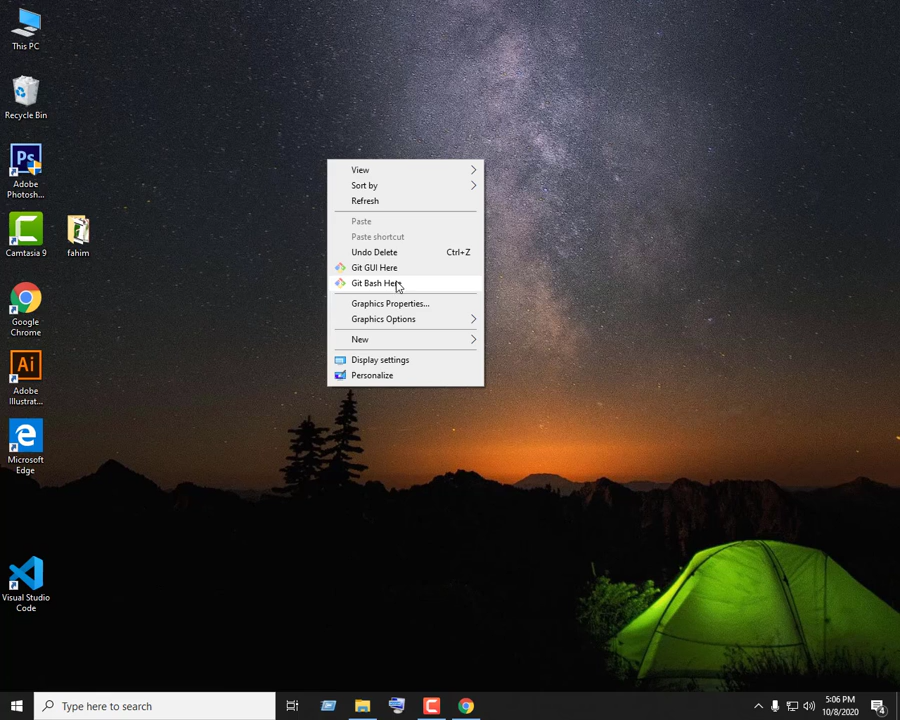 This PC
Recycle Bin
Ps
Adobe
Photosh...
Camtasia 9
fahim
Google
Chrome
Ai
Adobe
Illustrat...
Microsoft
Edge
Visual Studio
Code
View
Sort by
Refresh
Paste
Paste shortcut
Undo Delete Ctrl+Z
Git GUI Here
Git Bash Here
Graphics Properties...
Graphics Options
New
Display settings
Personalize
Type here to search
5:06 PM
10/8/2020
4